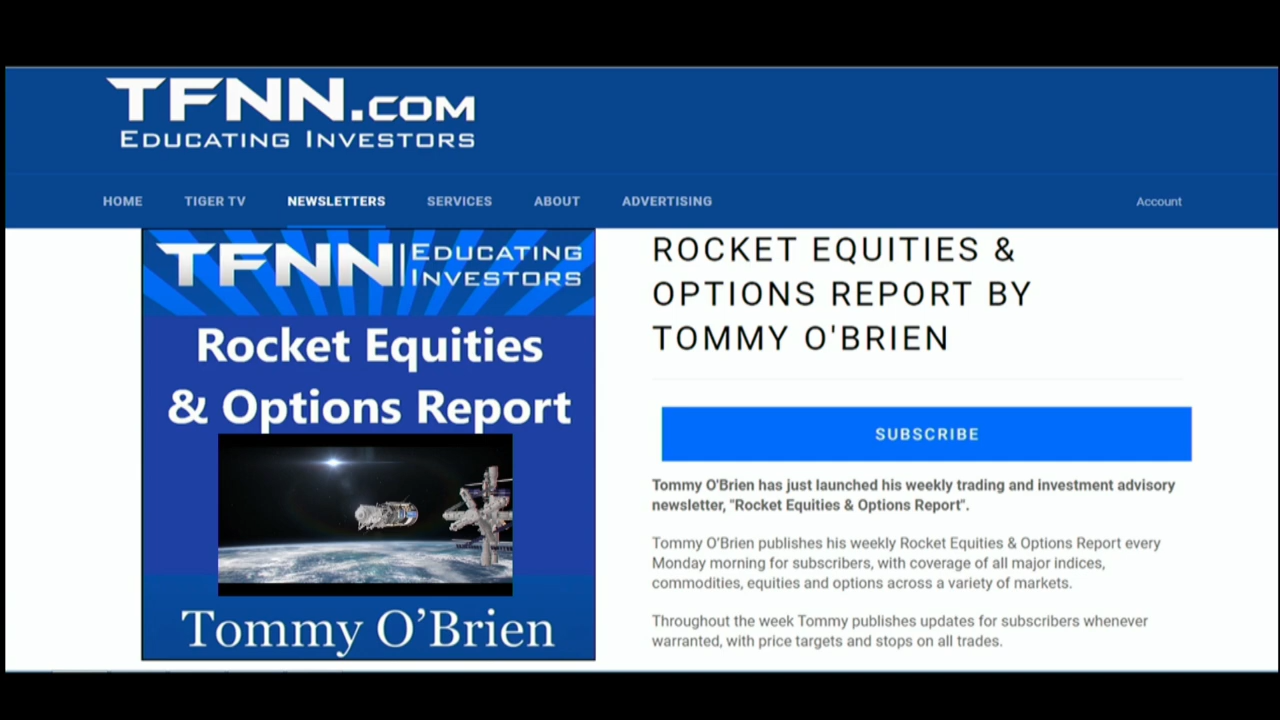 TFNN.COM
EDUCATING INVESTORS
HOME TIGER TV NEWSLETTERS SERVICES ABOUT ADVERTISING Account
TFNN EDUCATING INVESTORS
Rocket Equities
& Options Report
Tommy O’Brien
ROCKET EQUITIES &
OPTIONS REPORT BY
TOMMY O'BRIEN
SUBSCRIBE
Tommy O'Brien has just launched his weekly trading and investment advisory
newsletter, "Rocket Equities & Options Report".
Tommy O’Brien publishes his weekly Rocket Equities & Options Report every
Monday morning for subscribers, with coverage of all major indices,
commodities, equities and options across a variety of markets.
Throughout the week Tommy publishes updates for subscribers whenever
warranted, with price targets and stops on all trades.